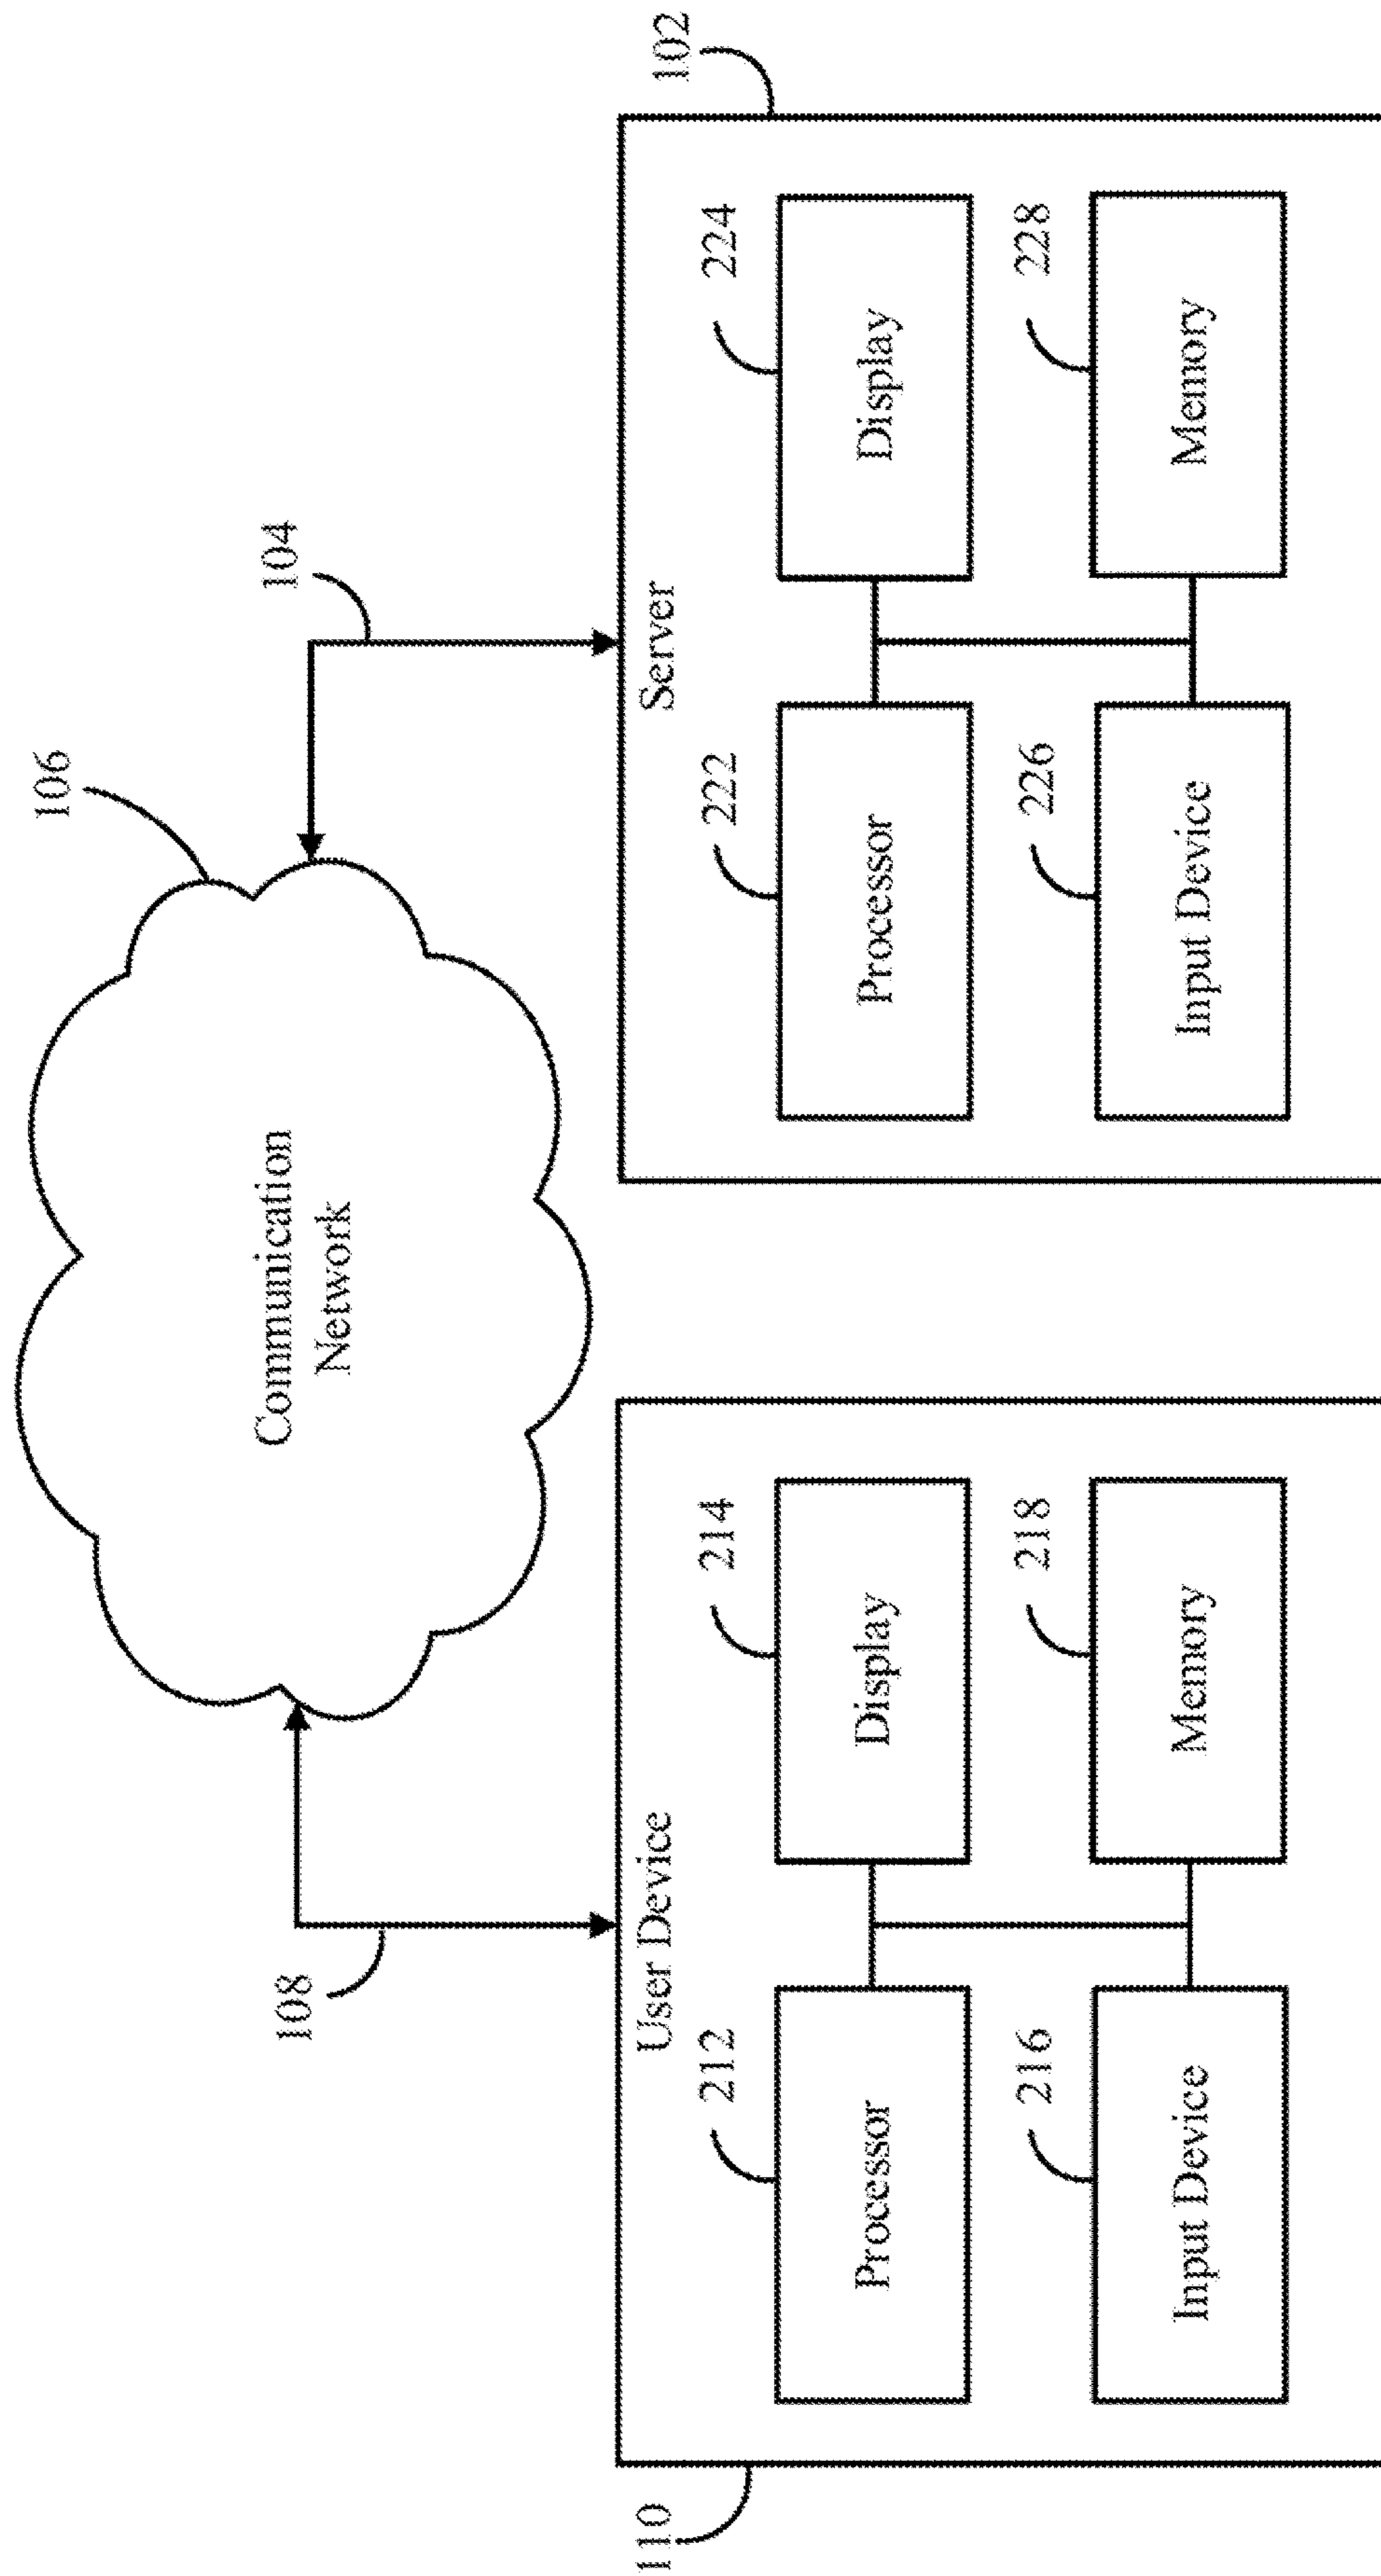 106
Communication
Network
108
104
110
User Device
212
Processor
214
Display
216
Input Device
218
Memory
102
Server
222
Processor
224
Display
226
Input Device
228
Memory